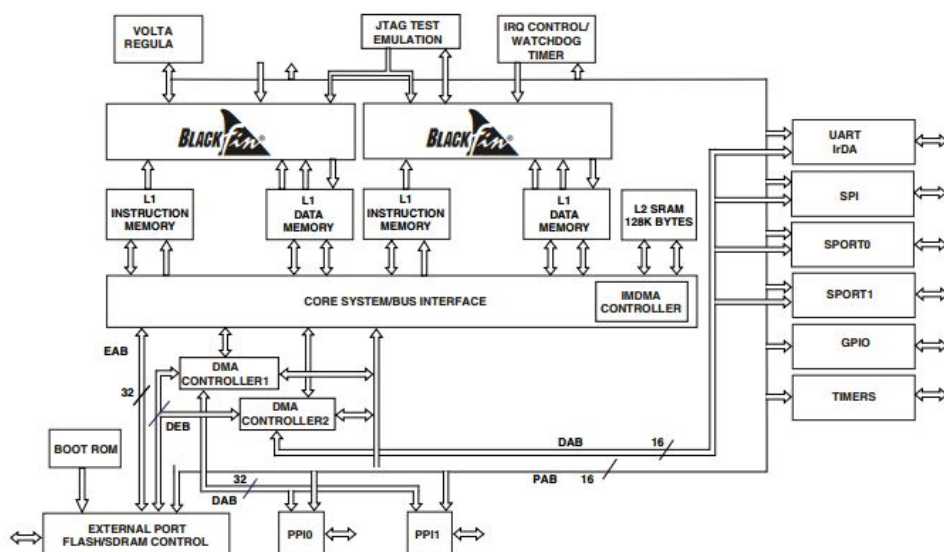 VOLTA
REGULA
JTAG TEST
EMULATION
IRQ CONTROL/
WATCHDOG
TIMER
BLACKfin®
BLACKfin®
UART
IrDA
L1
INSTRUCTION
MEMORY
L1
DATA
MEMORY
L1
INSTRUCTION
MEMORY
L1
DATA
MEMORY
L2 SRAM
128K BYTES
SPI
SPORT0
CORE SYSTEM/BUS INTERFACE
IMDMA
CONTROLLER
SPORT1
EAB
32
DMA
CONTROLLER1
GPIO
DEB
DMA
CONTROLLER2
TIMERS
BOOT ROM
DAB
16
PAB
16
32
DAB
EXTERNAL PORT
FLASH/SDRAM CONTROL
PPI0
PPI1